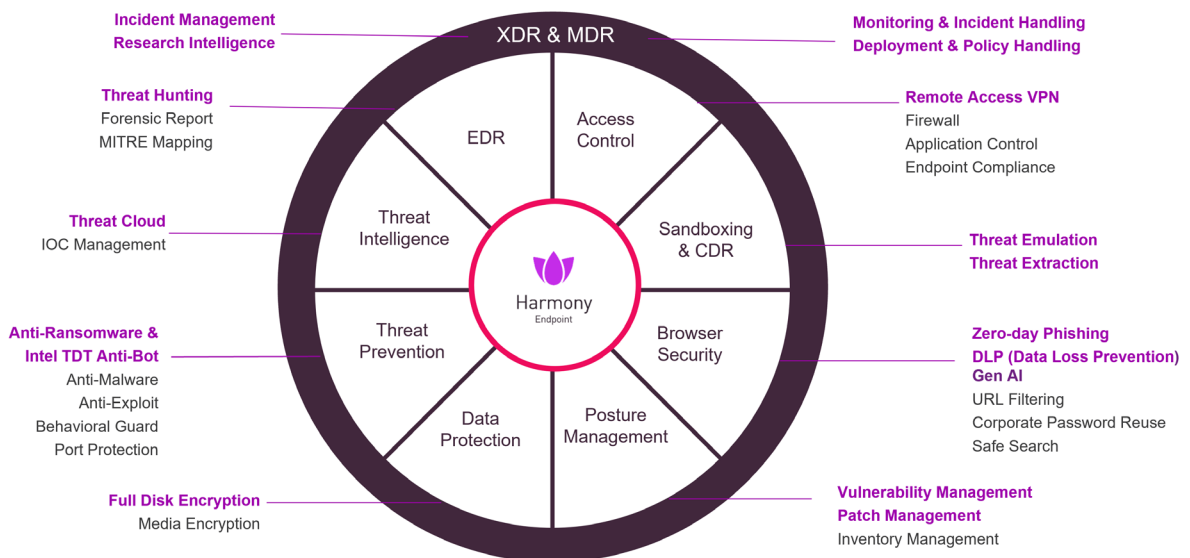 Incident Management
Research Intelligence
XDR & MDR
Monitoring & Incident Handling
Deployment & Policy Handling
Threat Hunting
Forensic Report
MITRE Mapping
EDR
Access
Control
Remote Access VPN
Firewall
Application Control
Endpoint Compliance
Threat Cloud
IOC Management
Threat
Intelligence
Sandboxing
& CDR
Threat Emulation
Threat Extraction
Harmony
Endpoint
Anti-Ransomware &
Intel TDT Anti-Bot
Anti-Malware
Anti-Exploit
Behavioral Guard
Port Protection
Threat
Prevention
Browser
Security
Zero-day Phishing
DLP (Data Loss Prevention)
Gen AI
URL Filtering
Corporate Password Reuse
Safe Search
Data
Protection
Posture
Management
Full Disk Encryption
Media Encryption
Vulnerability Management
Patch Management
Inventory Management